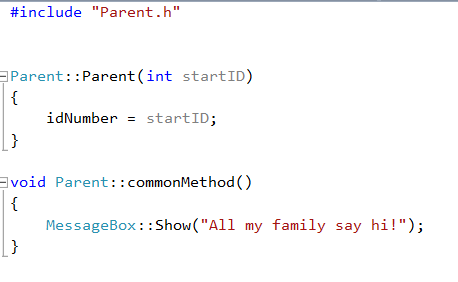 #include "Parent.h"
Parent::Parent(int startID)
{
idNumber = startID;
}
void Parent::commonMethod()
{
MessageBox::Show("All my family say hi!");
}